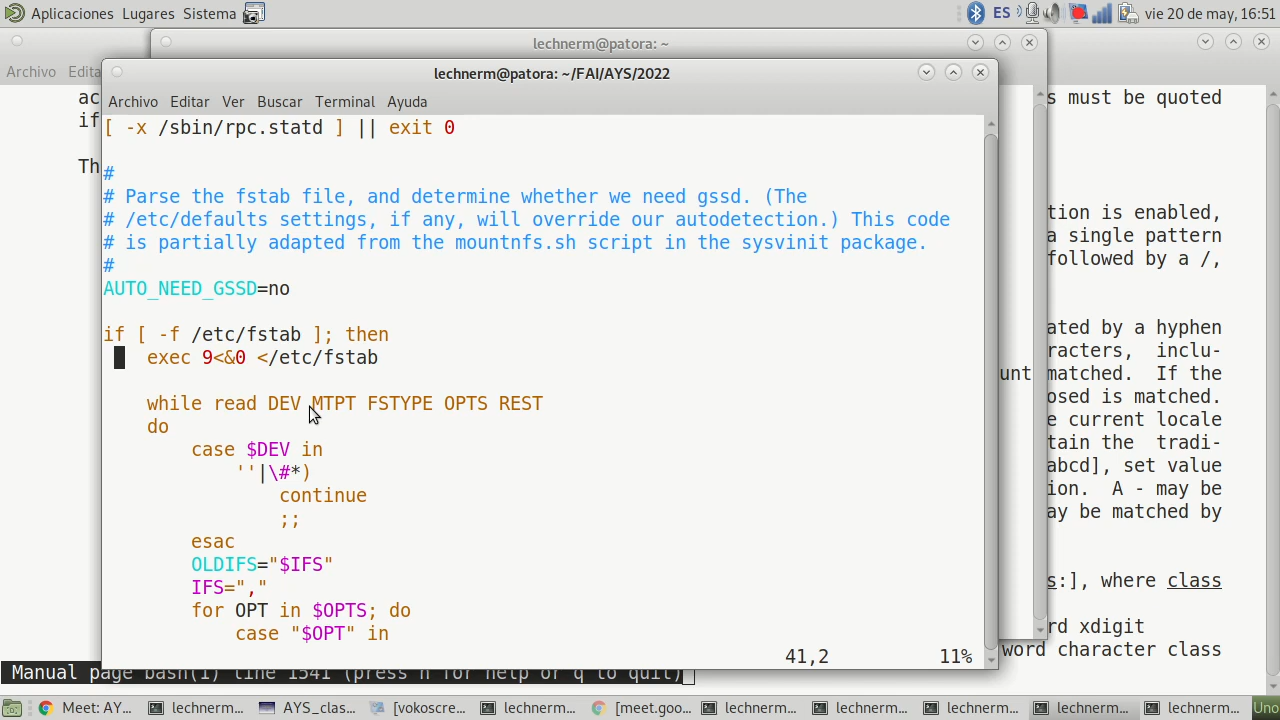 Aplicaciones Lugares Sistema
ES vie 20 de may, 16:51
lechnerm@patora: ~
Archivo Edita
lechnerm@patora: ~/FAI/AYS/2022
Archivo Editar Ver Buscar Terminal Ayuda
[ -x /sbin/rpc.statd ] || exit 0
#
# Parse the fstab file, and determine whether we need gssd. (The
# /etc/defaults settings, if any, will override our autodetection.) This code
# is partially adapted from the mountnfs.sh script in the sysvinit package.
#
AUTO_NEED_GSSD=no
if [ -f /etc/fstab ]; then
exec 9<&0 </etc/fstab
while read DEV MTPT FSTYPE OPTS REST
do
case $DEV in
''|\#*)
continue
;;
esac
OLDIFS="$IFS"
IFS=","
for OPT in $OPTS; do
case "$OPT" in
41,2 11%
ac
if
Th
s must be quoted
tion is enabled,
a single pattern
followed by a /,
ated by a hyphen
racters, inclu-
unt matched. If the
osed is matched.
e current locale
tain the tradi-
abcd], set value
ion. A - may be
ay be matched by
s:], where class
rd xdigit
word character class
Manual page bash(1) line 1541 (press h for help or q to quit)
Meet: AY... lechnerm... AYS_clas... [vokoscre... lechnerm... [meet.goo... lechnerm... lechnerm... lechnerm... lechnerm... lechnerm... Uno